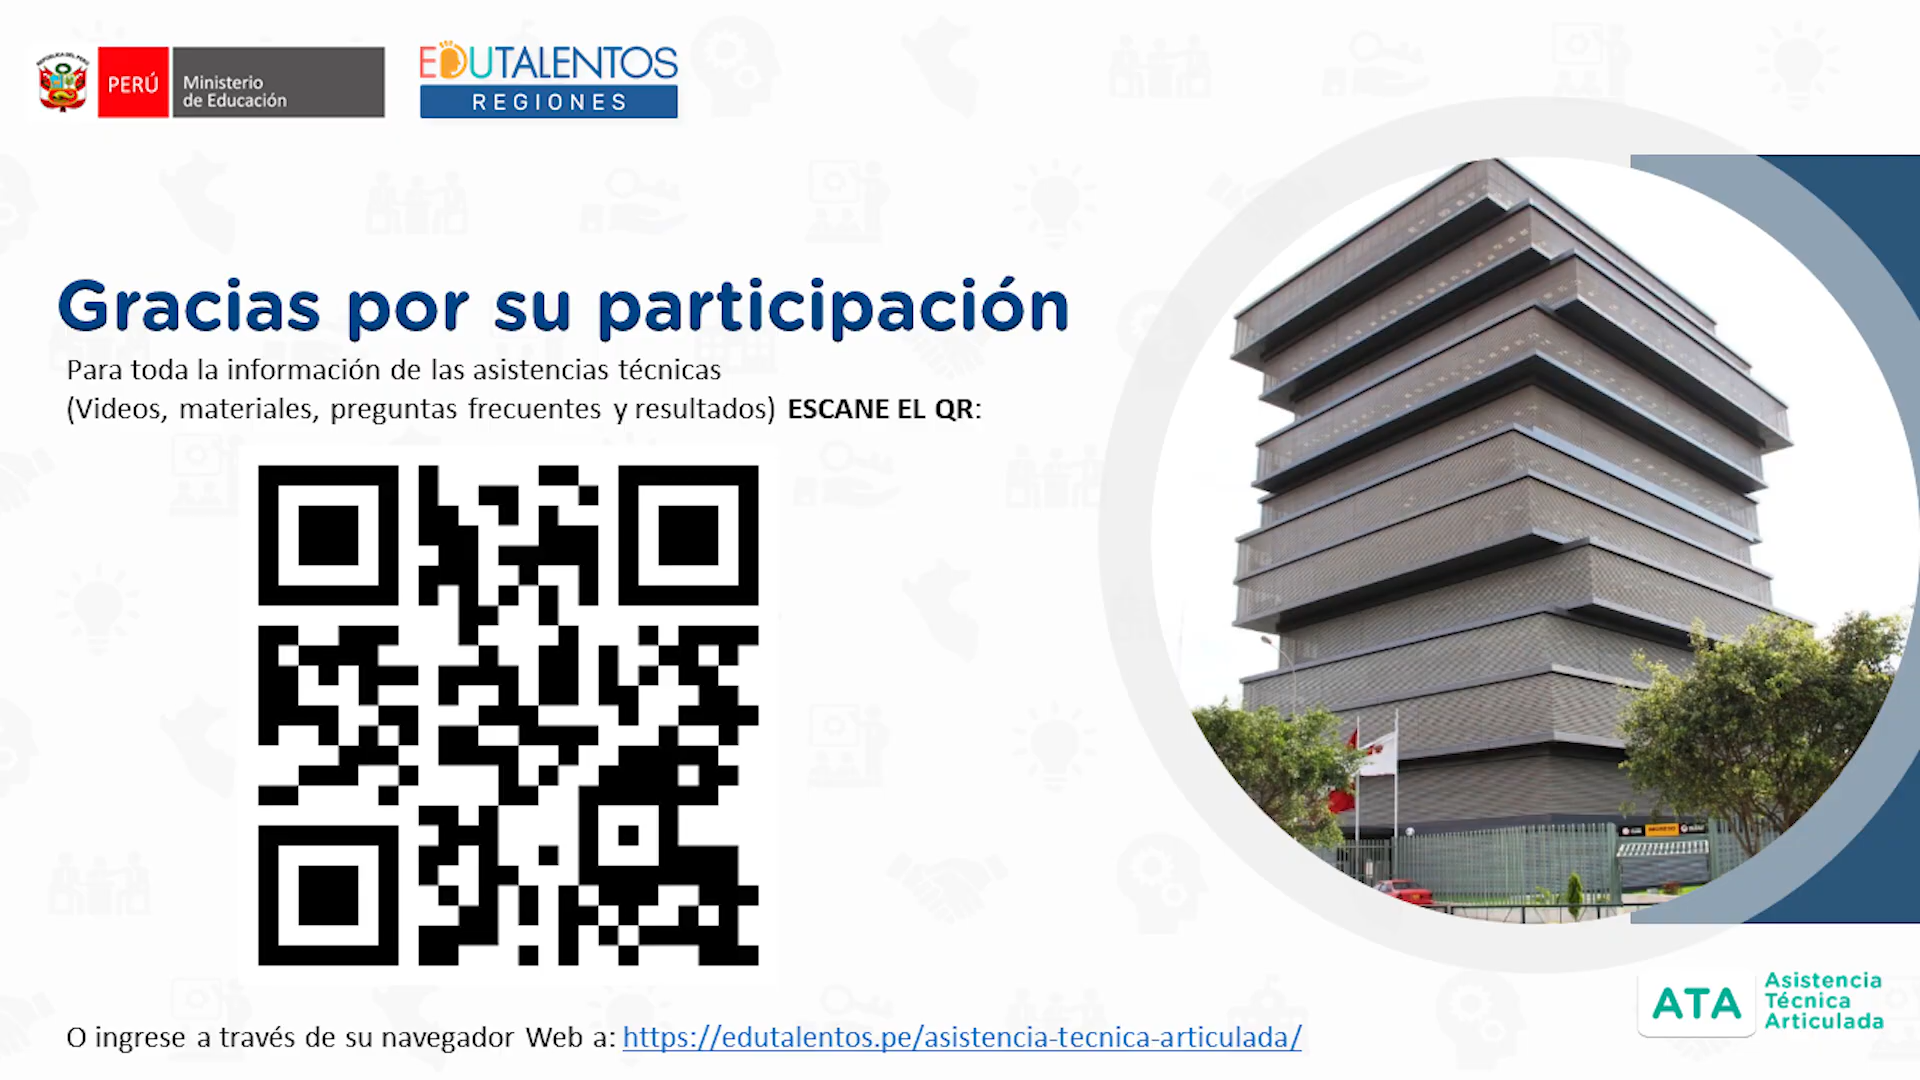 PERÚ
Ministerio
de Educación
EDUTALENTOS
REGIONES
Gracias por su participación
Para toda la información de las asistencias técnicas
(Videos, materiales, preguntas frecuentes y resultados) ESCANE EL QR:
O ingrese a través de su navegador Web a: https://edutalentos.pe/asistencia-tecnica-articulada/
ATA
Asistencia
Técnica
Articulada